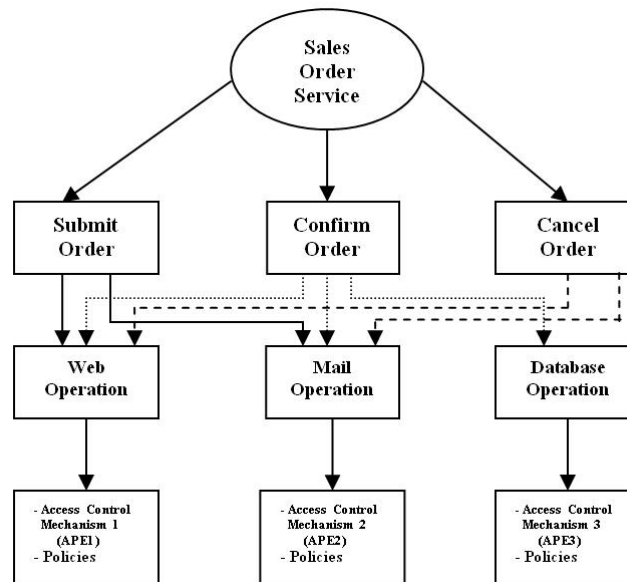 Sales
Order
Service
Submit
Order
Confirm
Order
Cancel
Order
Web
Operation
Mail
Operation
Database
Operation
- Access Control
Mechanism 1
(APE1)
- Policies
- Access Control
Mechanism 2
(APE2)
- Policies
- Access Control
Mechanism 3
(APE3)
- Policies